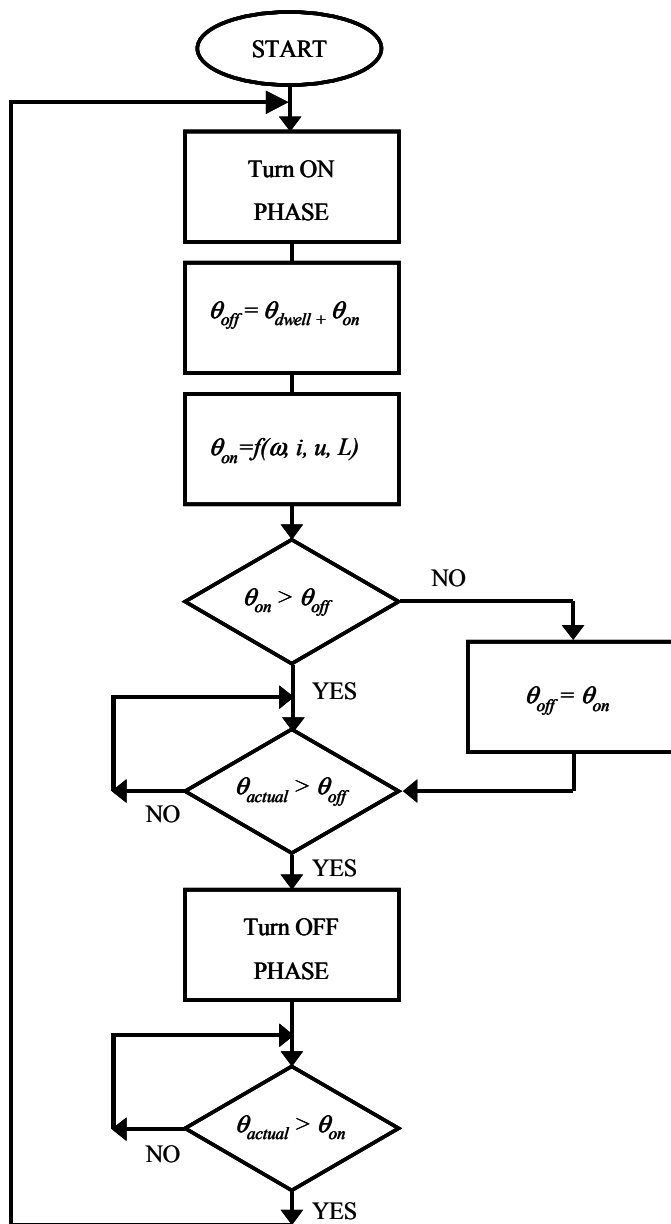 START
Turn ON
PHASE
θoff = θdwell + θon
θon=f(ω, i, u, L)
θon > θoff
NO
YES
θoff = θon
θactual > θoff
NO
YES
Turn OFF
PHASE
θactual > θon
NO
YES